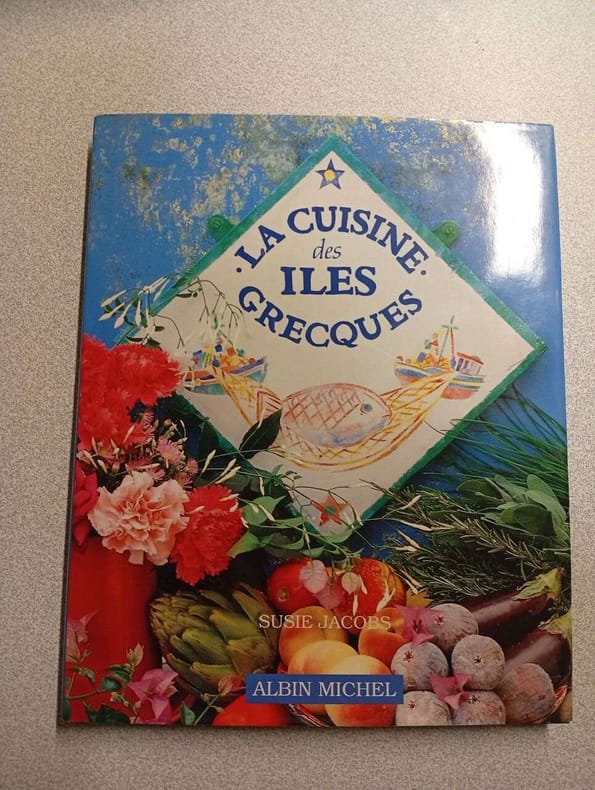 · LA CUISINE ·
des
ILES
GRECQUES
SUSIE JACOBS
ALBIN MICHEL